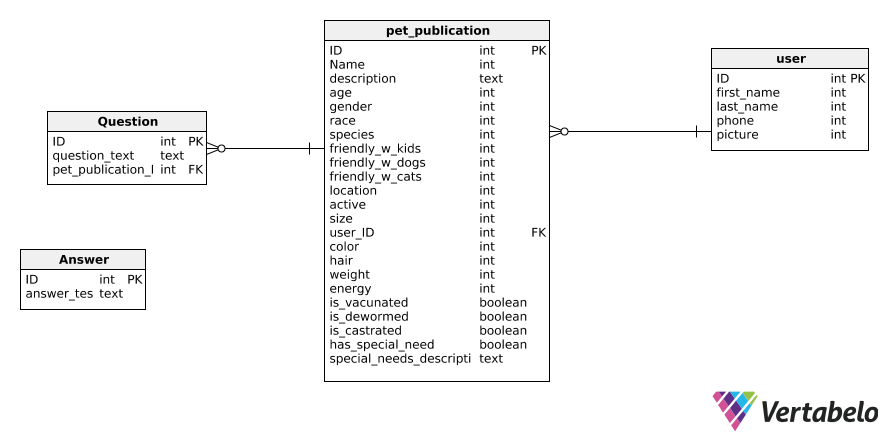 pet_publication
ID int PK
Name int
description text
age int
gender int
race int
species int
friendly_w_kids int
friendly_w_dogs int
friendly_w_cats int
location int
active int
size int
user_ID int FK
color int
hair int
weight int
energy int
is_vacunated boolean
is_dewormed boolean
is_castrated boolean
has_special_need boolean
special_needs_descripti text
user
ID int PK
first_name int
last_name int
phone int
picture int
Question
ID int PK
question_text text
pet_publication_I int FK
Answer
ID int PK
answer_tes text
Vertabelo